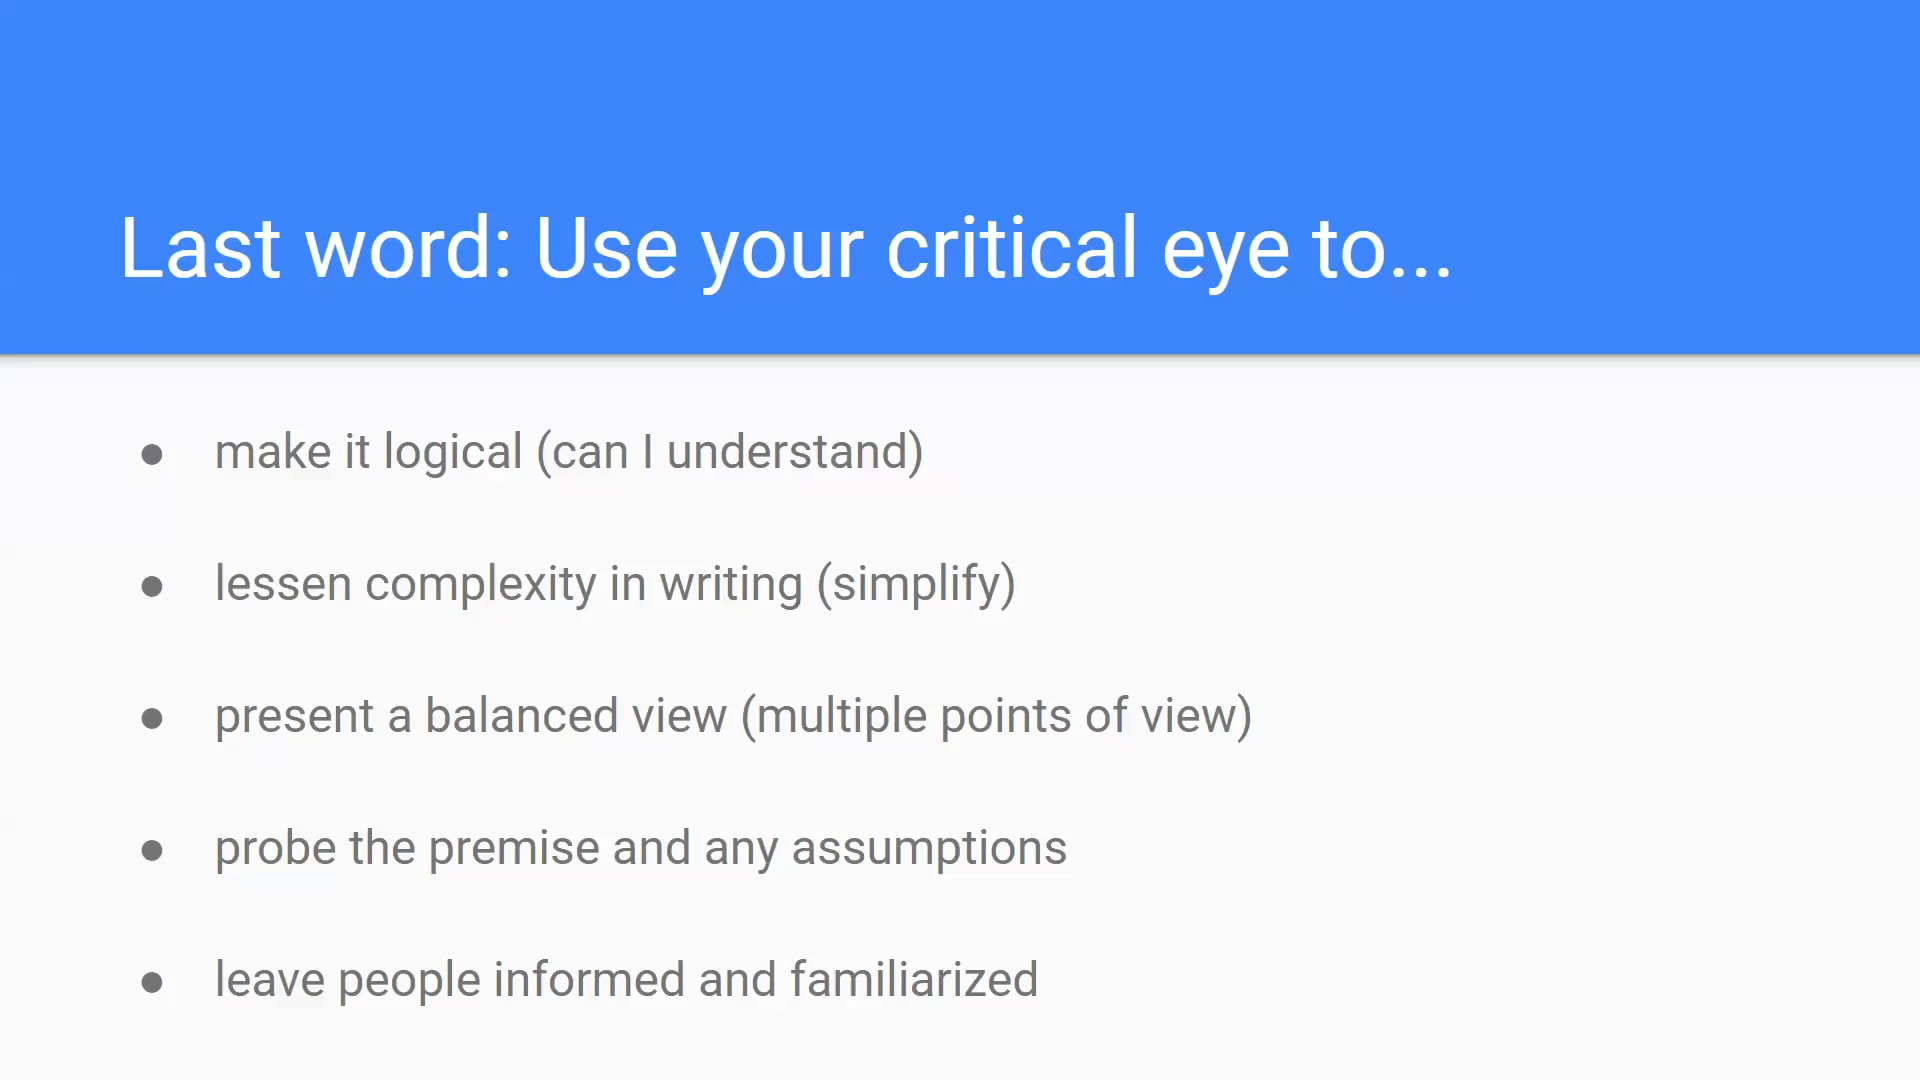 Last word: Use your critical eye to...
● make it logical (can I understand)
● lessen complexity in writing (simplify)
● present a balanced view (multiple points of view)
● probe the premise and any assumptions
● leave people informed and familiarized